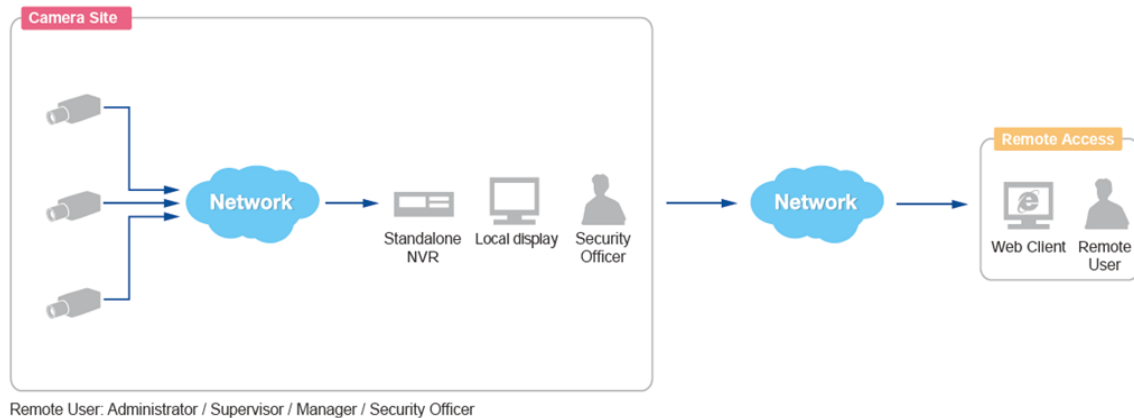 Camera Site
Network
Standalone
NVR
Local display
Security
Officer
Network
Remote Access
Web Client
Remote
User
Remote User: Administrator / Supervisor / Manager / Security Officer